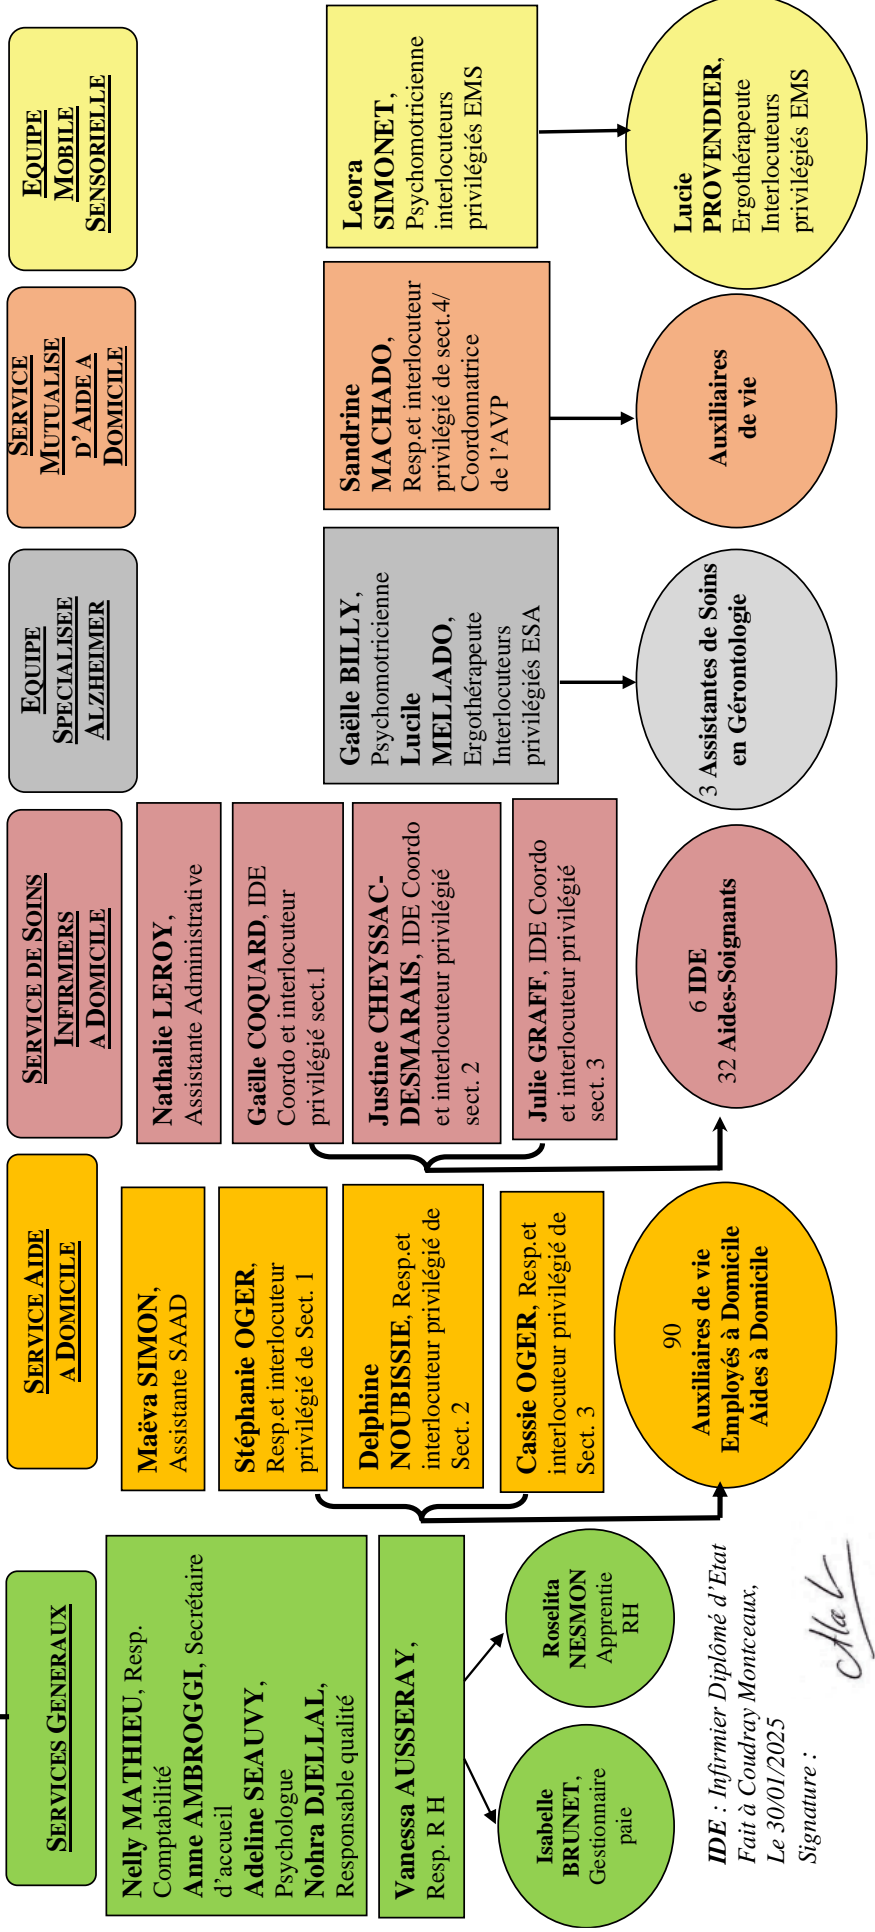 SERVICES GENERAUX
Nelly MATHIEU, Resp.
Comptabilité
Anne AMBROGGI, Secrétaire
d'accueil
Adeline SEAUVY,
Psychologue
Nohra DJELLAL,
Responsable qualité
Vanessa AUSSERAY,
Resp. R H
Isabelle
BRUNET,
Gestionnaire
paie
Roselita
NESMON
Apprentie
RH
SERVICE AIDE
A DOMICILE
Maëva SIMON,
Assistante SAAD
Stéphanie OGER,
Resp.et interlocuteur
privilégié de Sect. 1
Delphine
NOUBISSIE, Resp.et
interlocuteur privilégié de
Sect. 2
Cassie OGER, Resp.et
interlocuteur privilégié de
Sect. 3
90
Auxiliaires de vie
Employés à Domicile
Aides à Domicile
SERVICE DE SOINS
INFIRMIERS
A DOMICILE
Nathalie LEROY,
Assistante Administrative
Gaëlle COQUARD, IDE
Coordo et interlocuteur
privilégié sect.1
Justine CHEYSSAC-
DESMARAIS, IDE Coordo
et interlocuteur privilégié
sect. 2
Julie GRAFF, IDE Coordo
et interlocuteur privilégié
sect. 3
6 IDE
32 Aides-Soignants
EQUIPE
SPECIALISEE
ALZHEIMER
Gaëlle BILLY,
Psychomotricienne
Lucile
MELLADO,
Ergothérapeute
Interlocuteurs
privilégiés ESA
3 Assistantes de Soins
en Gérontologie
SERVICE
MUTUALISE
D'AIDE A
DOMICILE
Sandrine
MACHADO,
Resp.et interlocuteur
privilégié de sect.4/
Coordonnatrice
de l'AVP
Auxiliaires
de vie
EQUIPE
MOBILE
SENSORIELLE
Leora
SIMONET,
Psychomotricienne
interlocuteurs
privilégiés EMS
Lucie
PROVENDIER,
Ergothérapeute
Interlocuteurs
privilégiés EMS
IDE : Infirmier Diplômé d'Etat
Fait à Coudray Montceaux,
Le 30/01/2025
Signature :